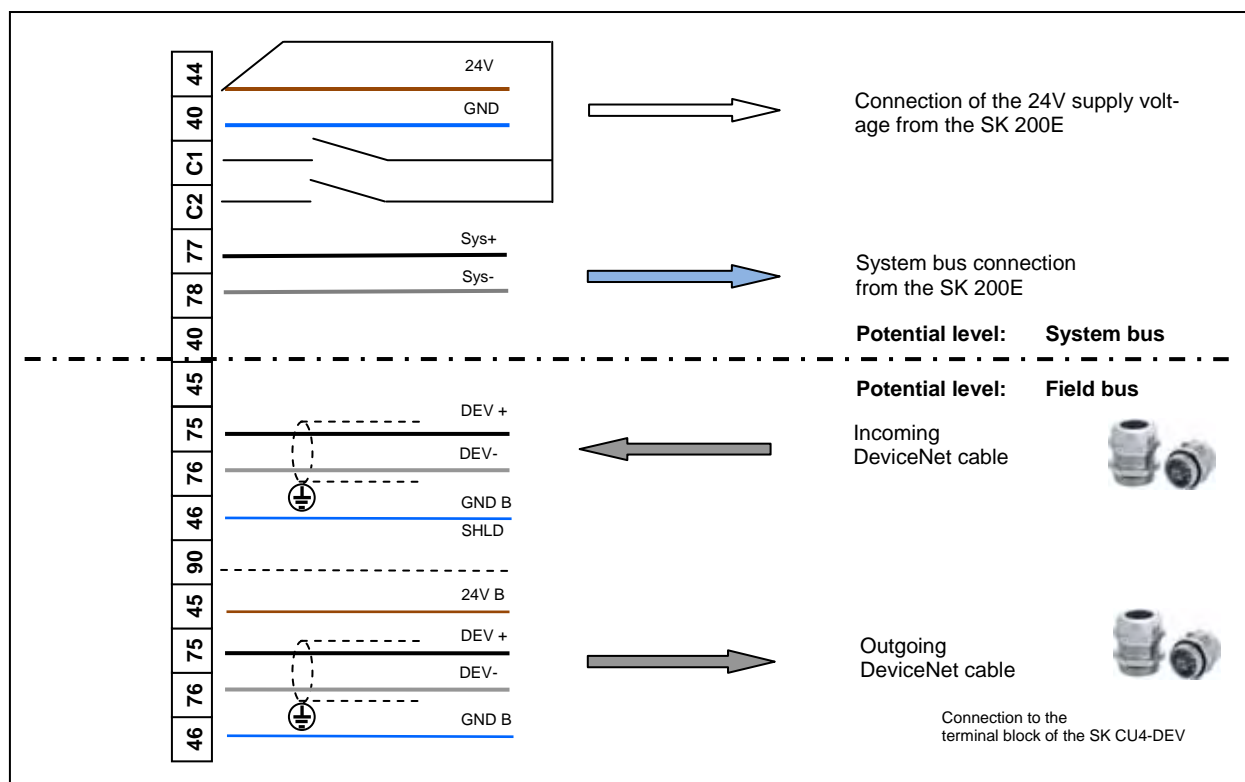 44
24V
40
GND
Connection of the 24V supply volt-
age from the SK 200E
C1
C2
77
Sys+
78
Sys-
System bus connection
from the SK 200E
40
Potential level: System bus
45
Potential level: Field bus
75
DEV +
76
DEV-
Incoming
DeviceNet cable
46
GND B
SHLD
90
45
24V B
75
DEV +
76
DEV-
Outgoing
DeviceNet cable
46
GND B
Connection to the
terminal block of the SK CU4-DEV